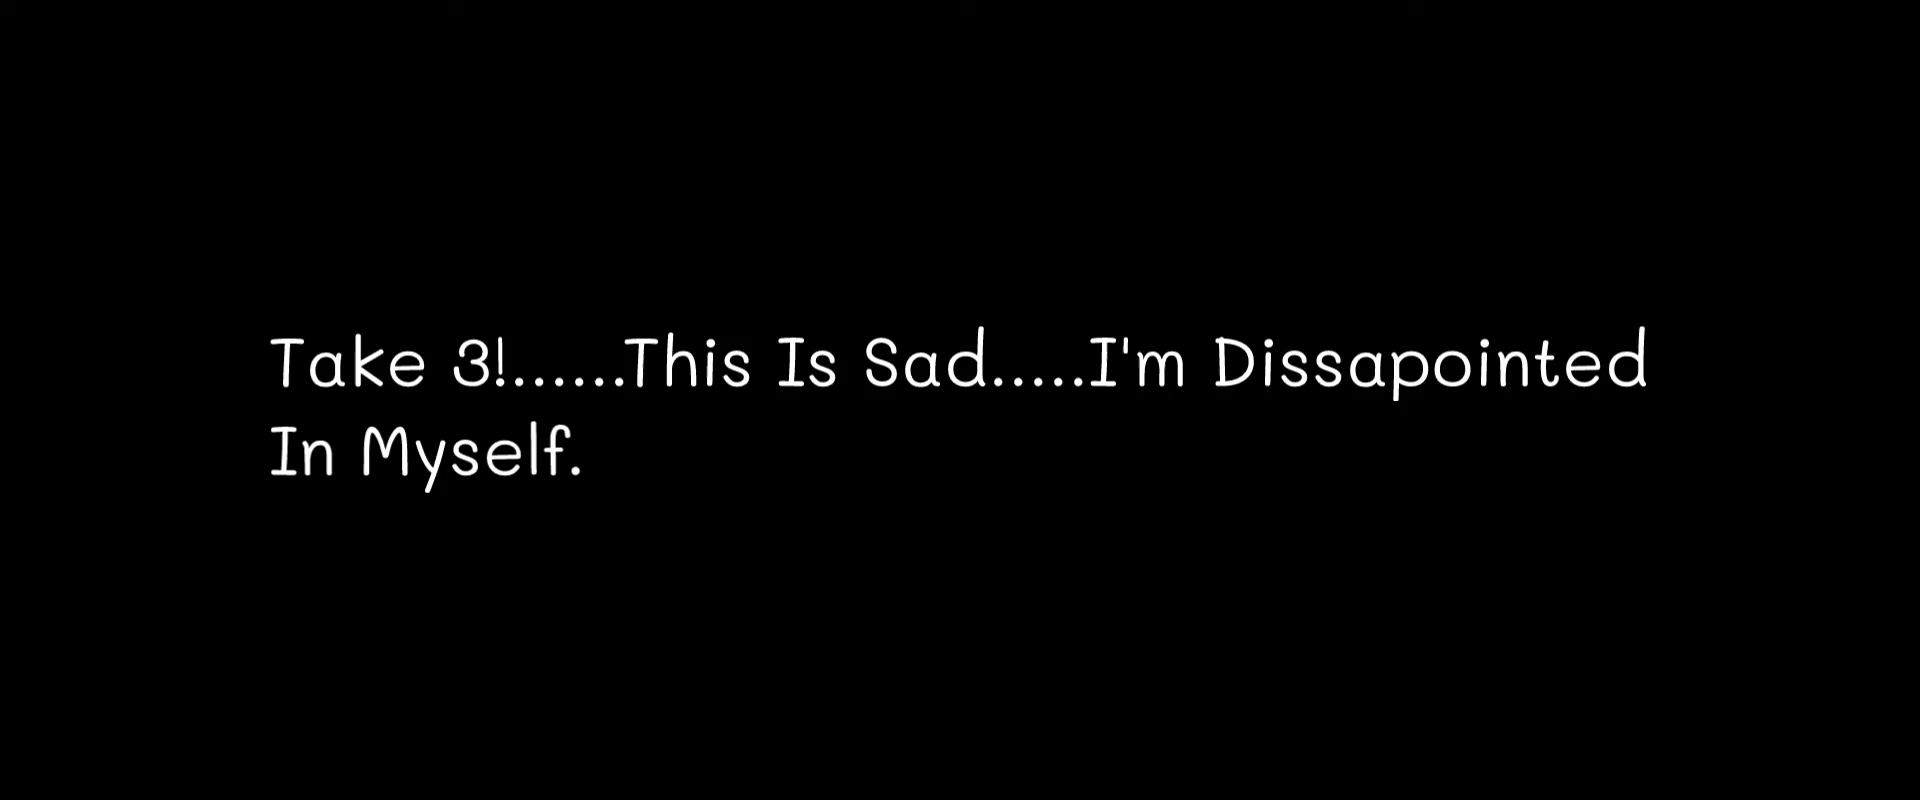 Take 3!......This Is Sad.....I'm Dissapointed
In Myself.